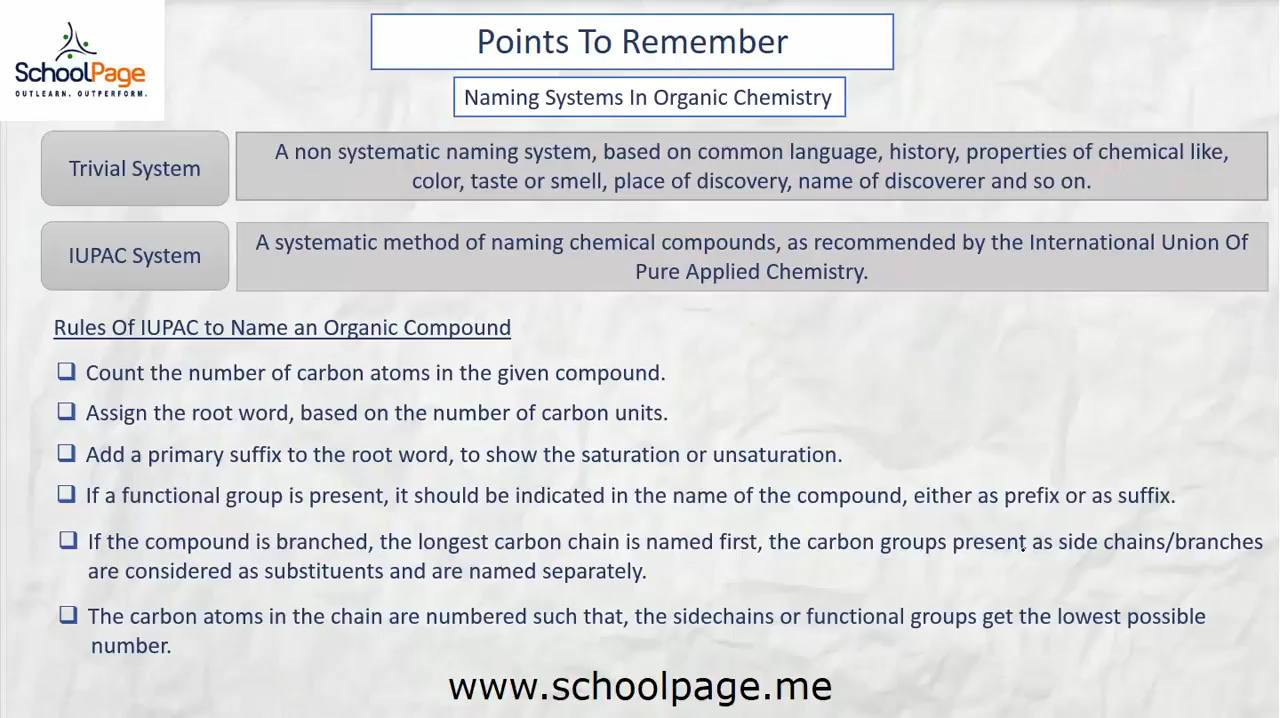 SchoolPage
OUTLEARN. OUTPERFORM.
Points To Remember
Naming Systems In Organic Chemistry
Trivial System
A non systematic naming system, based on common language, history, properties of chemical like,
color, taste or smell, place of discovery, name of discoverer and so on.
IUPAC System
A systematic method of naming chemical compounds, as recommended by the International Union Of
Pure Applied Chemistry.
Rules Of IUPAC to Name an Organic Compound
❑ Count the number of carbon atoms in the given compound.
❑ Assign the root word, based on the number of carbon units.
❑ Add a primary suffix to the root word, to show the saturation or unsaturation.
❑ If a functional group is present, it should be indicated in the name of the compound, either as prefix or as suffix.
❑ If the compound is branched, the longest carbon chain is named first, the carbon groups present as side chains/branches
are considered as substituents and are named separately.
❑ The carbon atoms in the chain are numbered such that, the sidechains or functional groups get the lowest possible
number.
www.schoolpage.me